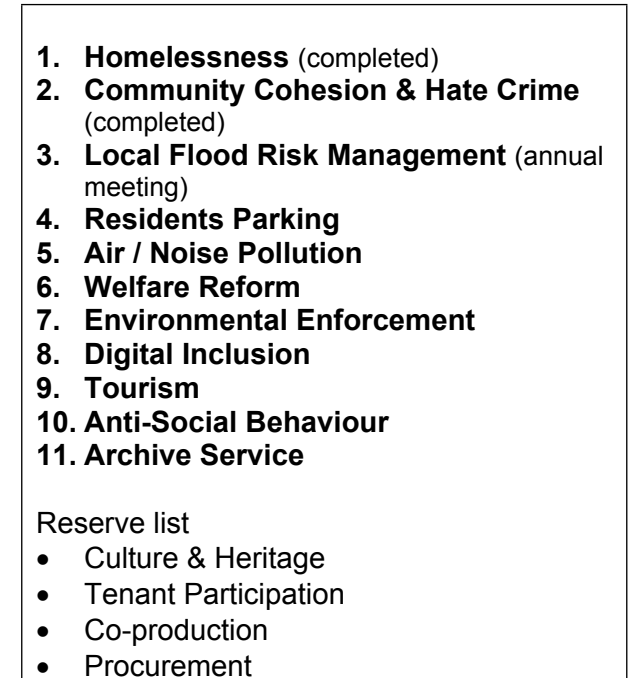 1. Homelessness (completed)
2. Community Cohesion & Hate Crime
(completed)
3. Local Flood Risk Management (annual
meeting)
4. Residents Parking
5. Air / Noise Pollution
6. Welfare Reform
7. Environmental Enforcement
8. Digital Inclusion
9. Tourism
10. Anti-Social Behaviour
11. Archive Service
Reserve list
• Culture & Heritage
• Tenant Participation
• Co-production
• Procurement